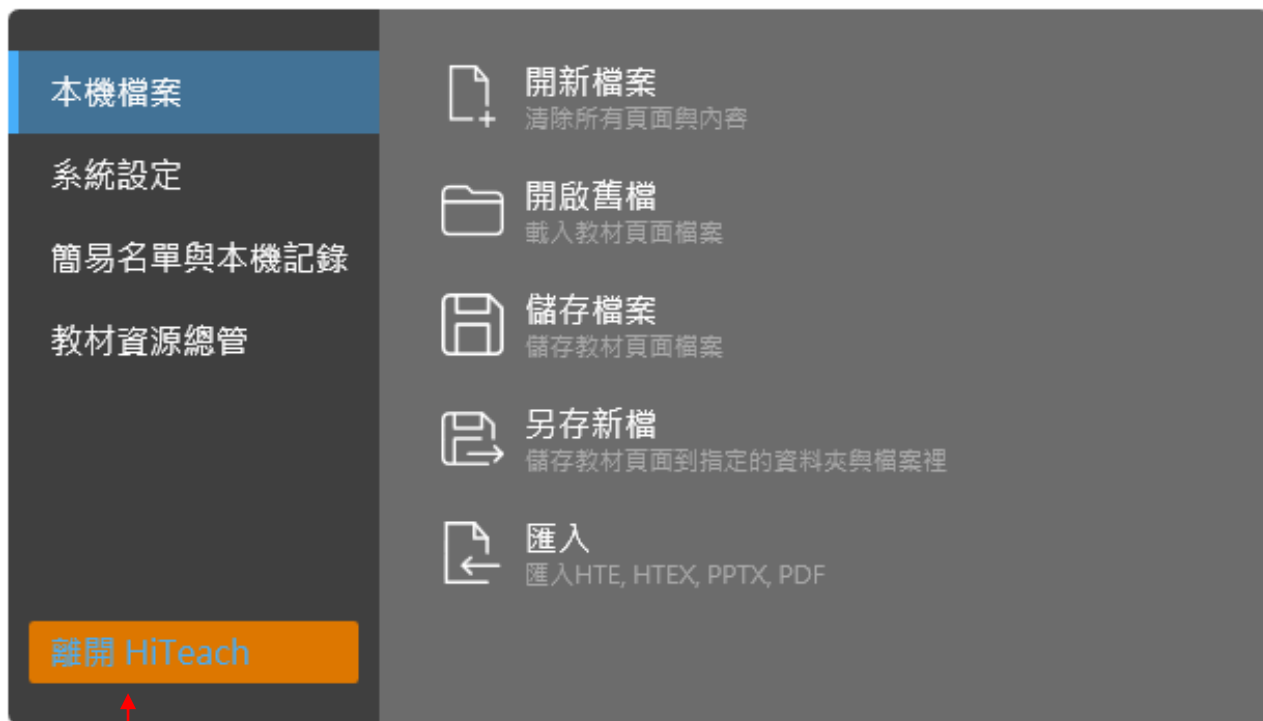 本機檔案
系統設定
簡易名單與本機記錄
教材資源總管
離開 HiTeach
開新檔案
清除所有頁面與內容
開啟舊檔
載入教材頁面檔案
儲存檔案
儲存教材頁面檔案
另存新檔
儲存教材頁面到指定的資料夾與檔案裡
匯入
匯入HTE, HTEX, PPTX, PDF